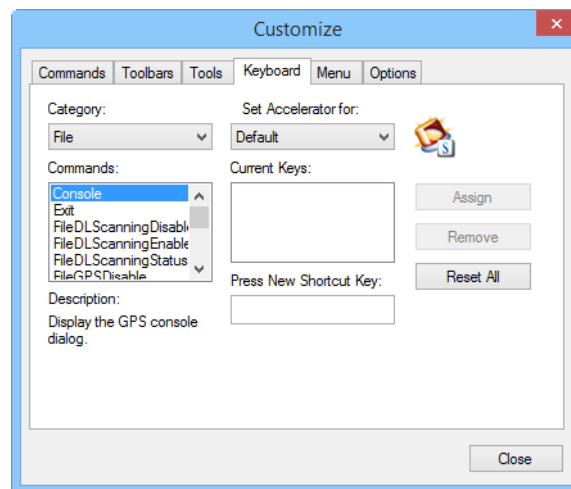 Customize
Commands Toolbars Tools Keyboard Menu Options
Category: Set Accelerator for:
File Default
Commands: Current Keys:
Console
Exit
FileDLScanningDisabl
FileDLScanningEnable
FileDLScanningStatus
FileGPSDisable
Assign
Remove
Reset All
Press New Shortcut Key:
Description:
Display the GPS console
dialog.
S
Close